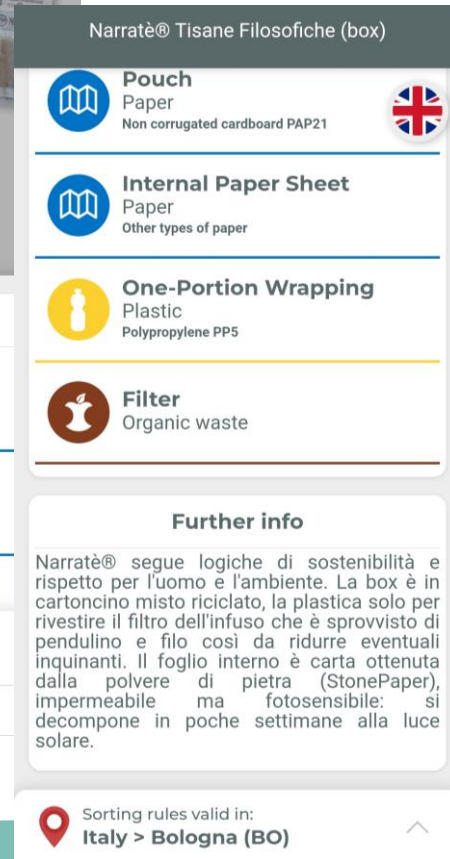 Narratè® Tisane Filosofiche (box)
Pouch
Paper
Non corrugated cardboard PAP21
Internal Paper Sheet
Paper
Other types of paper
One-Portion Wrapping
Plastic
Polypropylene PP5
Filter
Organic waste
Further info
Narratè® segue logiche di sostenibilità e
rispetto per l'uomo e l'ambiente. La box è in
cartoncino misto riciclato, la plastica solo per
rivestire il filtro dell'infuso che è sprovvisto di
pendulino e filo così da ridurre eventuali
inquinanti. Il foglio interno è carta ottenuta
dalla polvere di pietra (StonePaper),
impermeabile ma fotosensibile: si
decompone in poche settimane alla luce
solare.
Sorting rules valid in:
Italy > Bologna (BO)